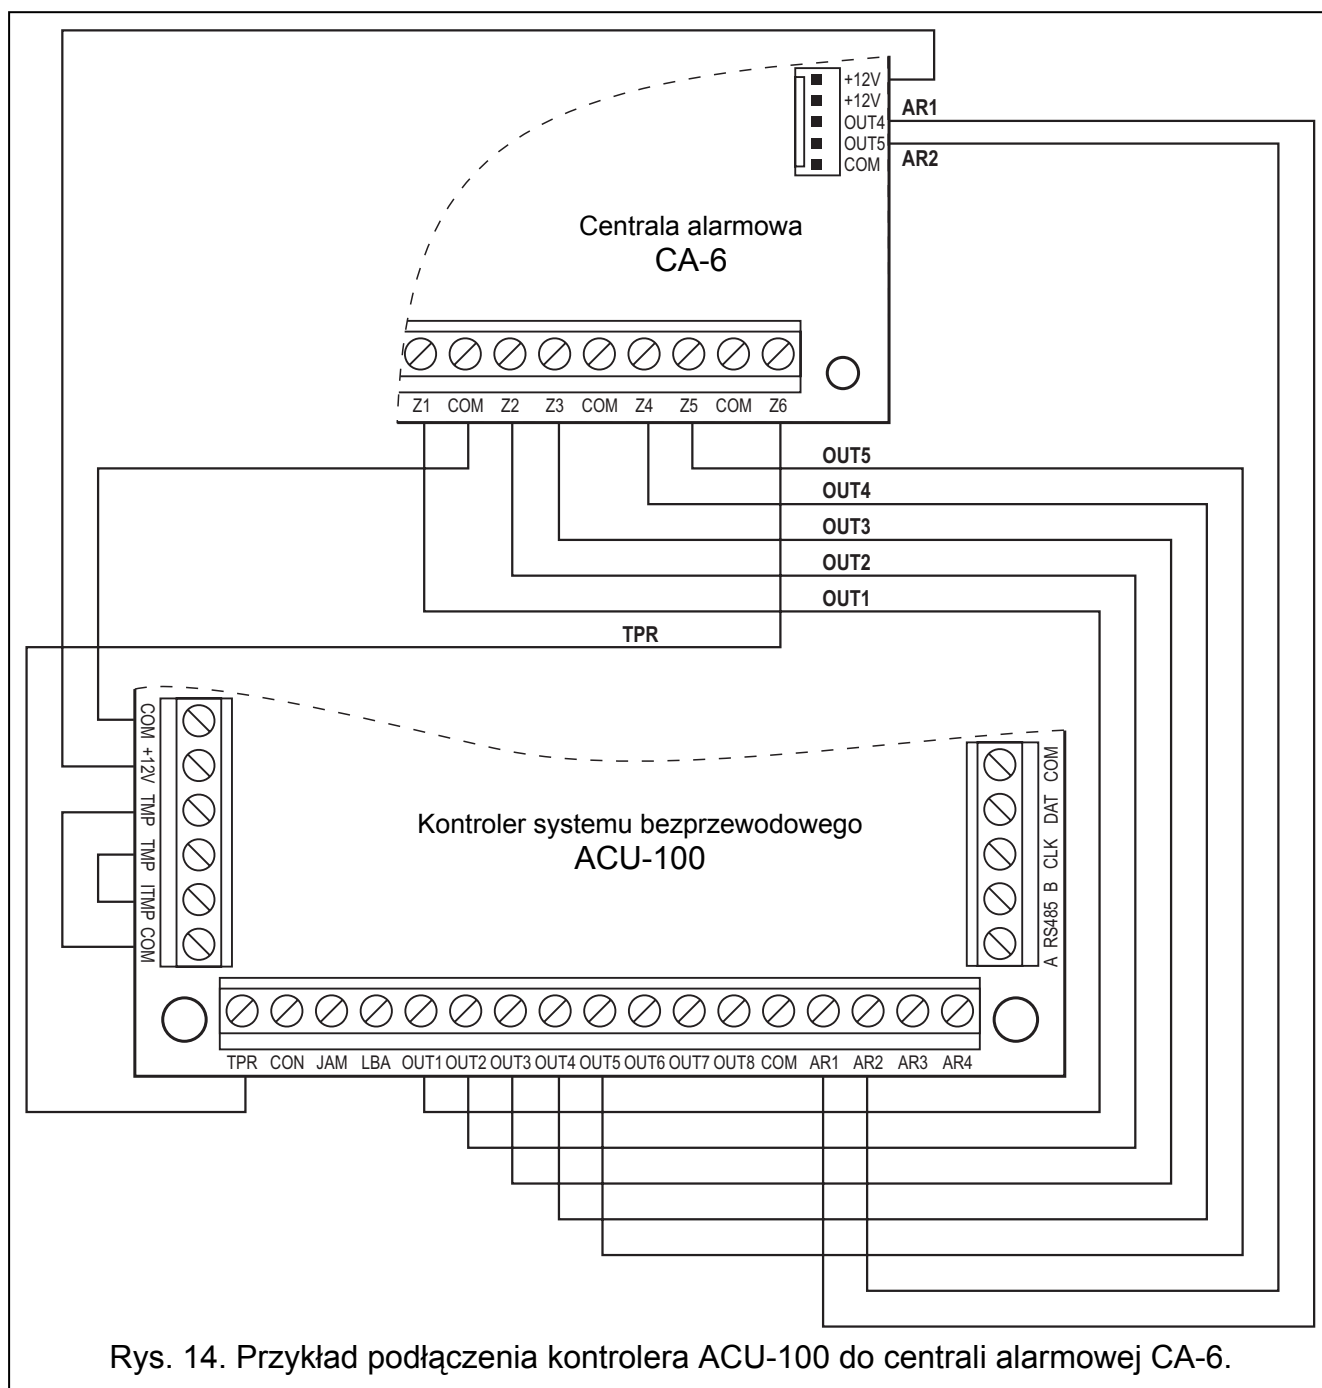 +12V
+12V
AR1
OUT4
OUT5
AR2
COM
Centrala alarmowa
CA-6
Z1 COM Z2 Z3 COM Z4 Z5 COM Z6
OUT5
OUT4
OUT3
OUT2
OUT1
TPR
COM +12V TMP TMP ITMP COM
Kontroler systemu bezprzewodowego
ACU-100
A RS485 B CLK DAT COM
TPR CON JAM LBA OUT1 OUT2 OUT3 OUT4 OUT5 OUT6 OUT7 OUT8 COM AR1 AR2 AR3 AR4
Rys. 14. Przykład podłączenia kontrolera ACU-100 do centrali alarmowej CA-6.